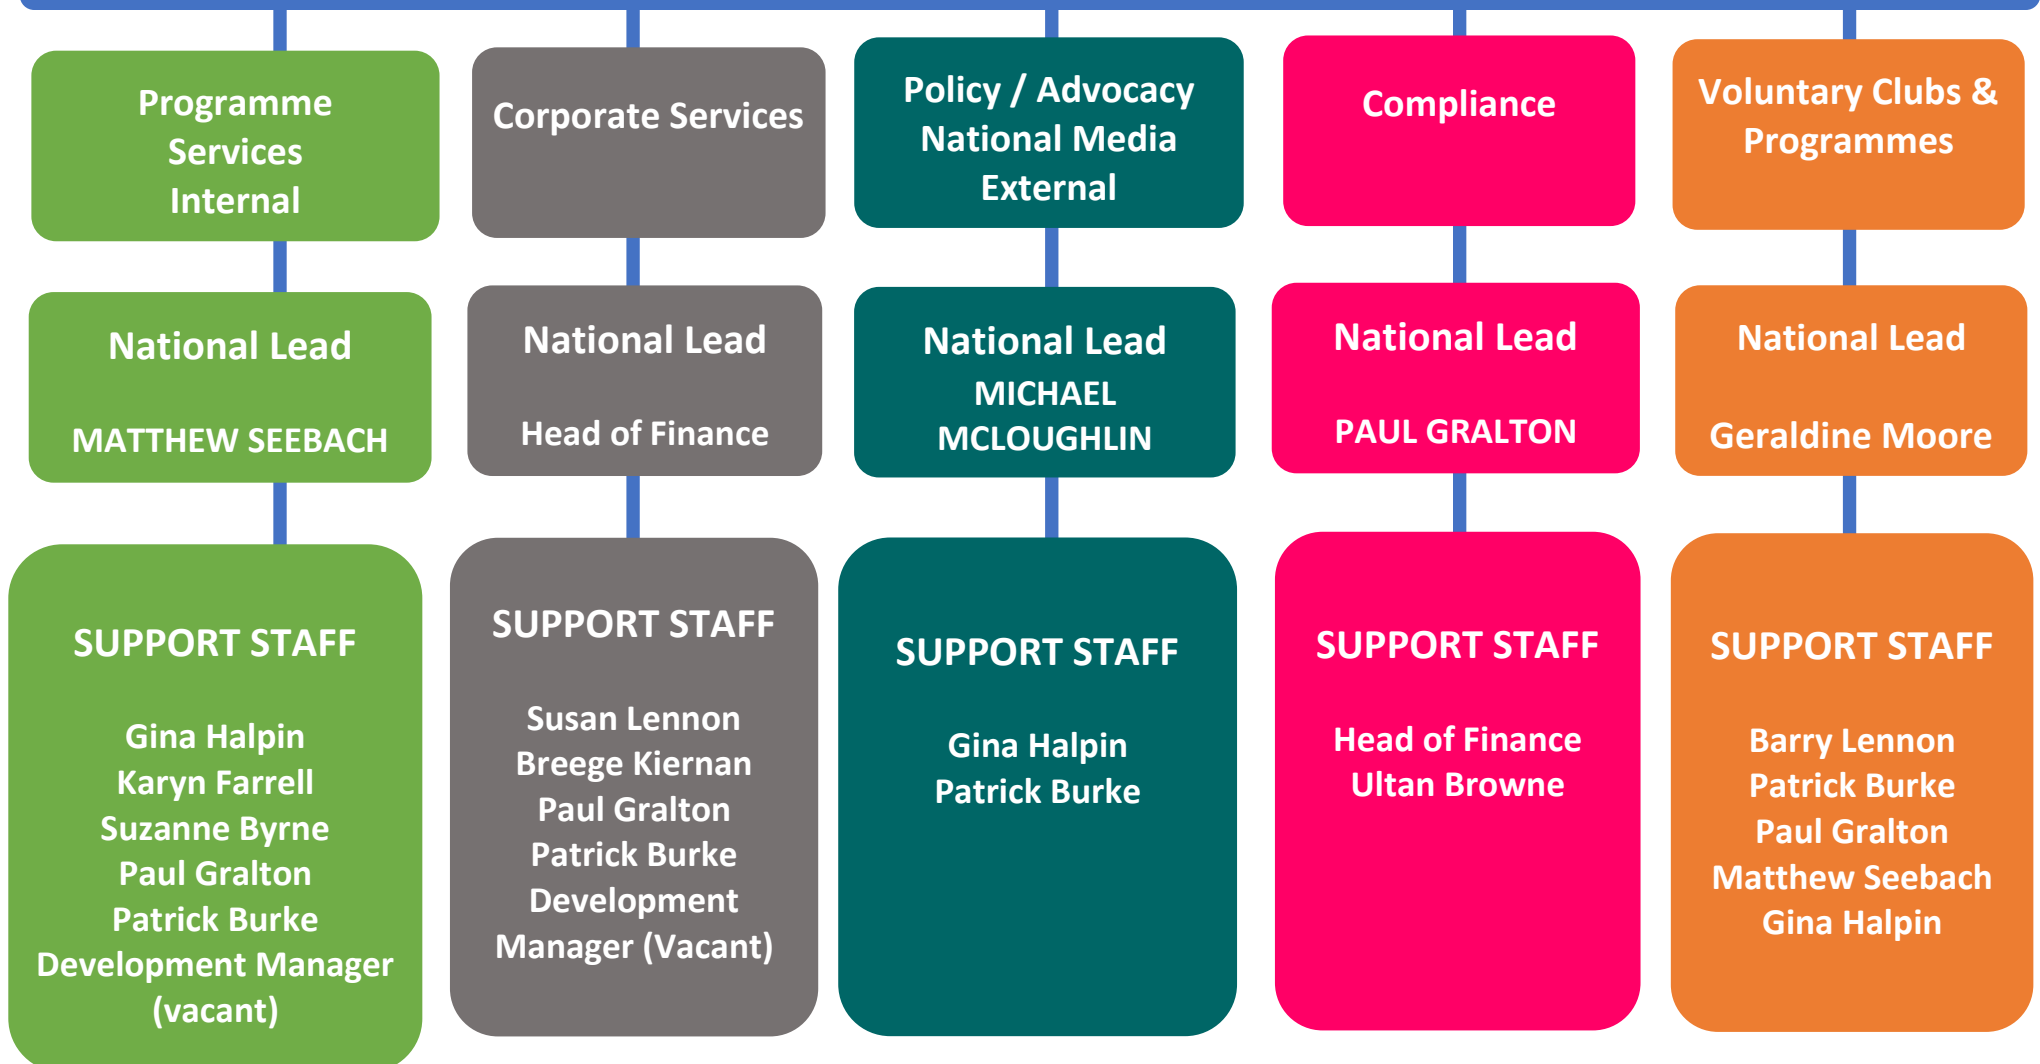 Programme
Services
Internal
Corporate Services
Policy / Advocacy
National Media
External
Compliance
Voluntary Clubs &
Programmes
National Lead
MATTHEW SEEBACH
National Lead
Head of Finance
National Lead
MICHAEL
MCLOUGHLIN
National Lead
PAUL GRALTON
National Lead
Geraldine Moore
SUPPORT STAFF
Gina Halpin
Karyn Farrell
Suzanne Byrne
Paul Gralton
Patrick Burke
Development Manager
(vacant)
SUPPORT STAFF
Susan Lennon
Breege Kiernan
Paul Gralton
Patrick Burke
Development
Manager (Vacant)
SUPPORT STAFF
Gina Halpin
Patrick Burke
SUPPORT STAFF
Head of Finance
Ultan Browne
SUPPORT STAFF
Barry Lennon
Patrick Burke
Paul Gralton
Matthew Seebach
Gina Halpin